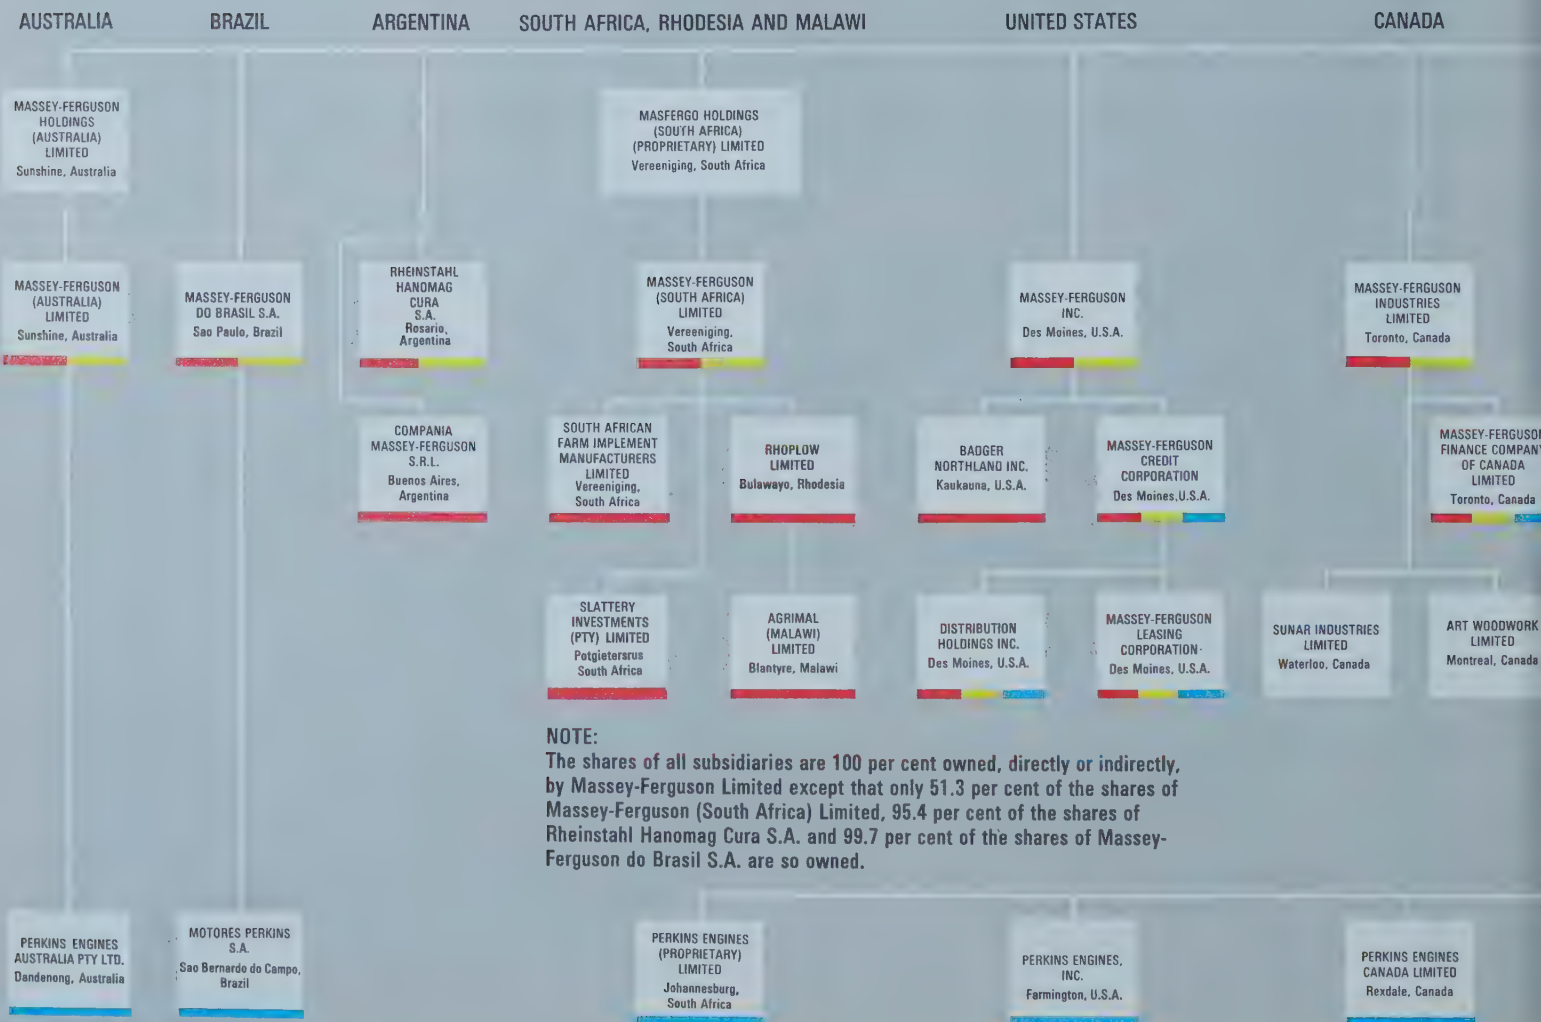 AUSTRALIA
BRAZIL
ARGENTINA
SOUTH AFRICA, RHODESIA AND MALAWI
UNITED STATES
CANADA
MASSEY-FERGUSON
HOLDINGS
(AUSTRALIA)
LIMITED
Sunshine, Australia
MASFERGO HOLDINGS
(SOUTH AFRICA)
(PROPRIETARY) LIMITED
Vereeniging, South Africa
MASSEY-FERGUSON
(AUSTRALIA)
LIMITED
Sunshine, Australia
MASSEY-FERGUSON
DO BRASIL S.A.
Sao Paulo, Brazil
RHEINSTAHL
HANOMAG
CURA
S.A.
Rosario,
Argentina
MASSEY-FERGUSON
(SOUTH AFRICA)
LIMITED
Vereeniging,
South Africa
MASSEY-FERGUSON
INC.
Des Moines, U.S.A.
MASSEY-FERGUSON
INDUSTRIES
LIMITED
Toronto, Canada
COMPANIA
MASSEY-FERGUSON
S.R.L.
Buenos Aires,
Argentina
SOUTH AFRICAN
FARM IMPLEMENT
MANUFACTURERS
LIMITED
Vereeniging,
South Africa
RHOPLOW
LIMITED
Bulawayo, Rhodesia
BADGER
NORTHLAND INC.
Kaukauna, U.S.A.
MASSEY-FERGUSON
CREDIT
CORPORATION
Des Moines,U.S.A.
MASSEY-FERGUSON
FINANCE COMPANY
OF CANADA
LIMITED
Toronto, Canada
SLATTERY
INVESTMENTS
(PTY) LIMITED
Potgietersrus
South Africa
AGRIMAL
(MALAWI)
LIMITED
Blantyre, Malawi
DISTRIBUTION
HOLDINGS INC.
Des Moines, U.S.A.
MASSEY-FERGUSON
LEASING
CORPORATION
Des Moines, U.S.A.
SUNAR INDUSTRIES
LIMITED
Waterloo, Canada
ART WOODWORK
LIMITED
Montreal, Canada
NOTE:
The shares of all subsidiaries are 100 per cent owned, directly or indirectly,
by Massey-Ferguson Limited except that only 51.3 per cent of the shares of
Massey-Ferguson (South Africa) Limited, 95.4 per cent of the shares of
Rheinstahl Hanomag Cura S.A. and 99.7 per cent of the shares of Massey-
Ferguson do Brasil S.A. are so owned.
PERKINS ENGINES
AUSTRALIA PTY LTD.
Dandenong, Australia
MOTORES PERKINS
S.A.
Sao Bernardo do Campo,
Brazil
PERKINS ENGINES
(PROPRIETARY)
LIMITED
Johannesburg,
South Africa
PERKINS ENGINES,
INC.
Farmington, U.S.A.
PERKINS ENGINES
CANADA LIMITED
Rexdale, Canada